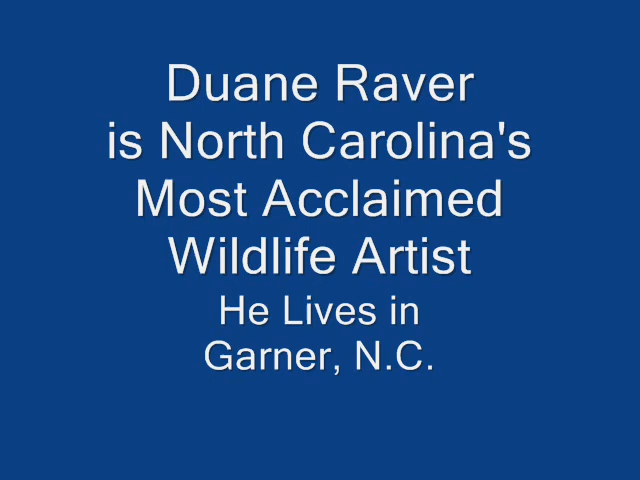 Duane Raver
is North Carolina's
Most Acclaimed
Wildlife Artist
He Lives in
Garner, N.C.